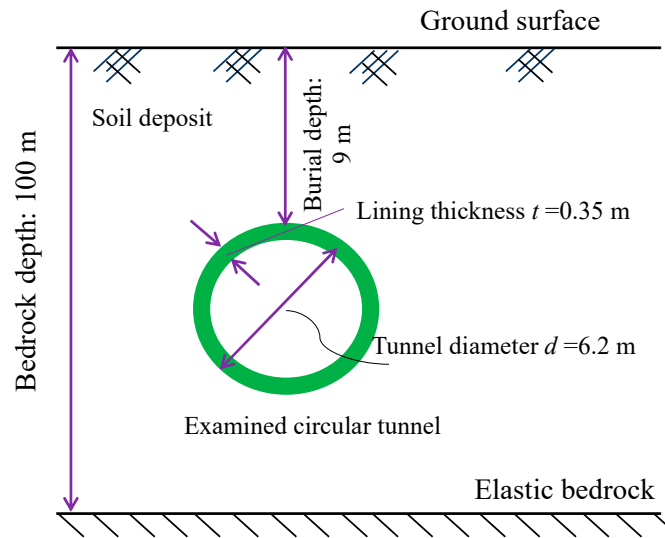 Ground surface
Soil deposit
Burial depth:
9 m
Bedrock depth: 100 m
Lining thickness t =0.35 m
Tunnel diameter d =6.2 m
Examined circular tunnel
Elastic bedrock